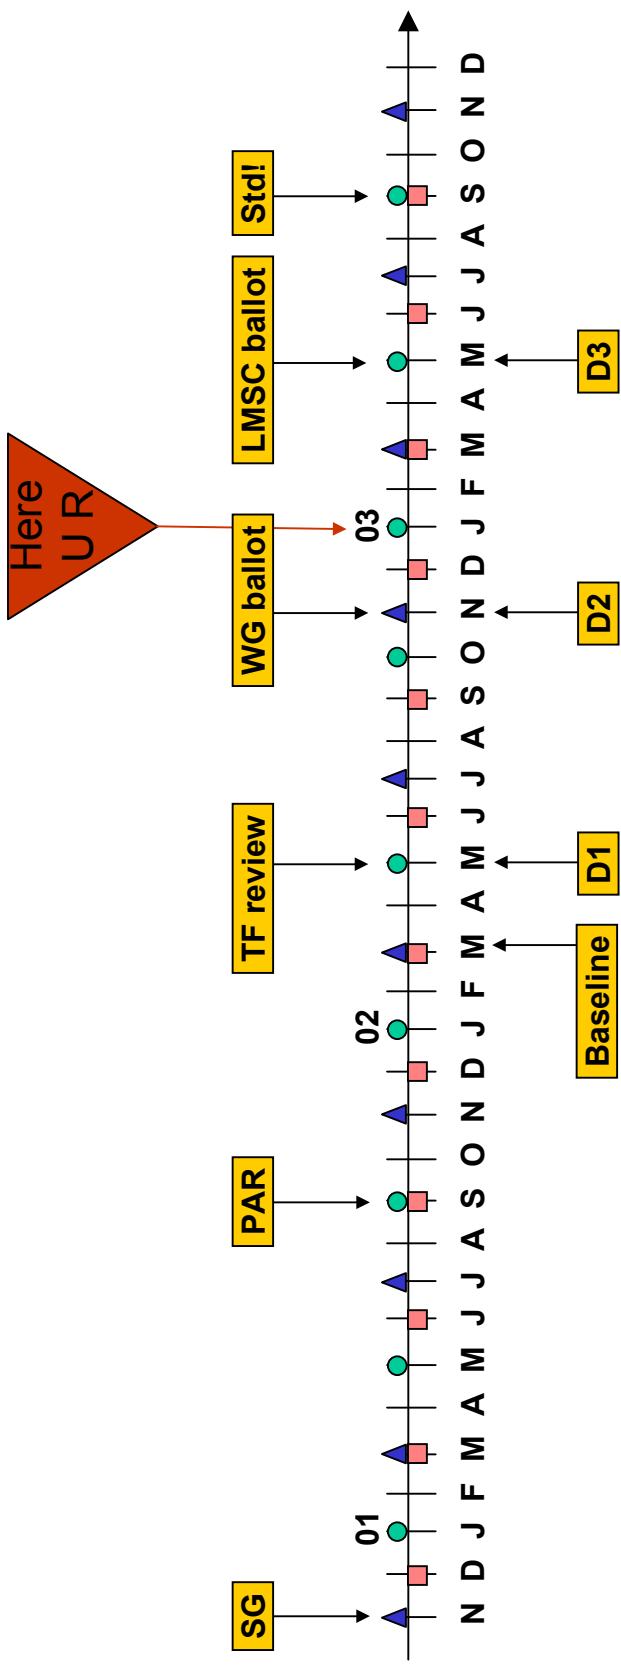 Here
U R
SG PAR TF review WG ballot LMSC ballot Std!
01 02 03
N D J F M A M J J A S O N D J F M A M J J A S O N D J F M A M J J A S O N D
Baseline D1 D2 D3